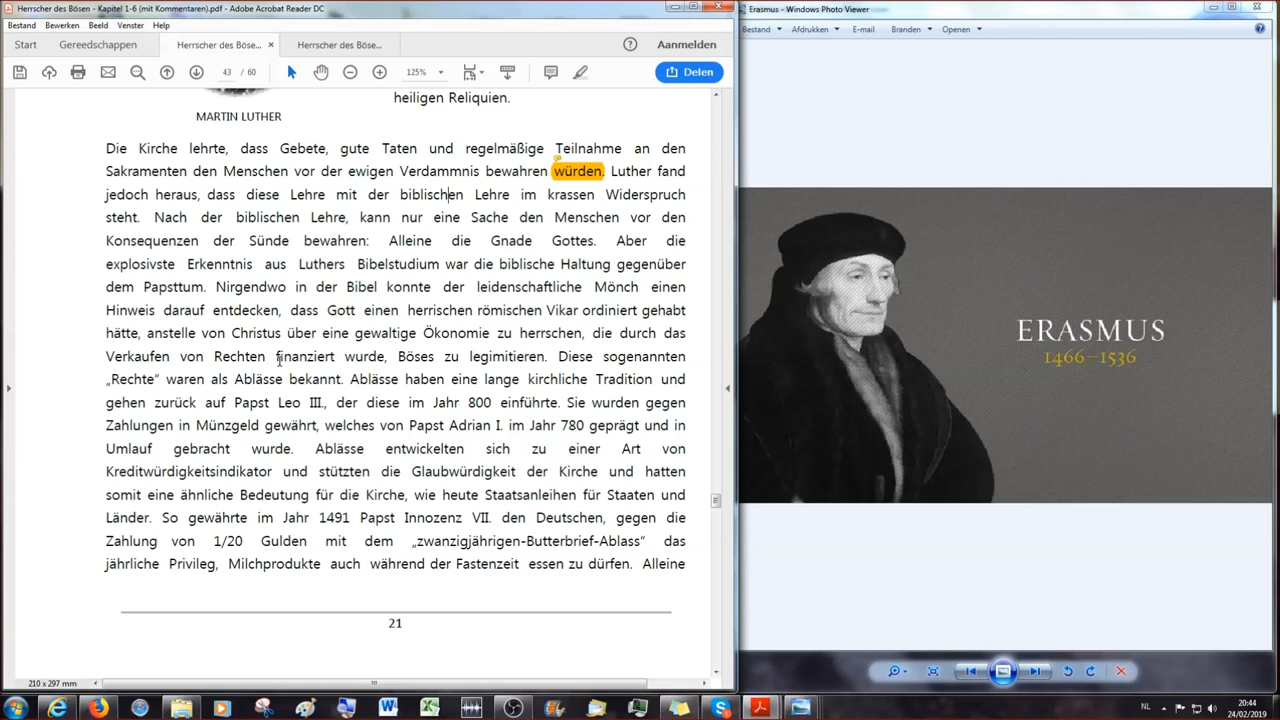 Herrscher des Bösen - Kapitel 1-6 (mit Kommentaren).pdf - Adobe Acrobat Reader DC
Bestand Bewerken Beeld Venster Help
Start Gereedschappen Herrscher des Böse... × Herrscher des Böse... Aanmelden
43 / 60 125% Delen
heiligen Reliquien.
MARTIN LUTHER
Die Kirche lehrte, dass Gebete, gute Taten und regelmäßige Teilnahme an den
Sakramenten den Menschen vor der ewigen Verdammnis bewahren würden. Luther fand
jedoch heraus, dass diese Lehre mit der biblischen Lehre im krassen Widerspruch
steht. Nach der biblischen Lehre, kann nur eine Sache den Menschen vor den
Konsequenzen der Sünde bewahren: Alleine die Gnade Gottes. Aber die
explosivste Erkenntnis aus Luthers Bibelstudium war die biblische Haltung gegenüber
dem Papsttum. Nirgendwo in der Bibel konnte der leidenschaftliche Mönch einen
Hinweis darauf entdecken, dass Gott einen herrischen römischen Vikar ordiniert gehabt
hätte, anstelle von Christus über eine gewaltige Ökonomie zu herrschen, die durch das
Verkaufen von Rechten finanziert wurde, Böses zu legitimieren. Diese sogenannten
„Rechte“ waren als Ablässe bekannt. Ablässe haben eine lange kirchliche Tradition und
gehen zurück auf Papst Leo III., der diese im Jahr 800 einführte. Sie wurden gegen
Zahlungen in Münzgeld gewährt, welches von Papst Adrian I. im Jahr 780 geprägt und in
Umlauf gebracht wurde. Ablässe entwickelten sich zu einer Art von
Kreditwürdigkeitsindikator und stützten die Glaubwürdigkeit der Kirche und hatten
somit eine ähnliche Bedeutung für die Kirche, wie heute Staatsanleihen für Staaten und
Länder. So gewährte im Jahr 1491 Papst Innozenz VII. den Deutschen, gegen die
Zahlung von 1/20 Gulden mit dem „zwanzigjährigen-Butterbrief-Ablass“ das
jährliche Privileg, Milchprodukte auch während der Fastenzeit essen zu dürfen. Alleine
21
210 x 297 mm
Erasmus - Windows Photo Viewer
Bestand Afdrukken E-mail Branden Openen
ERASMUS
1466–1536
NL 20:44
24/02/2019